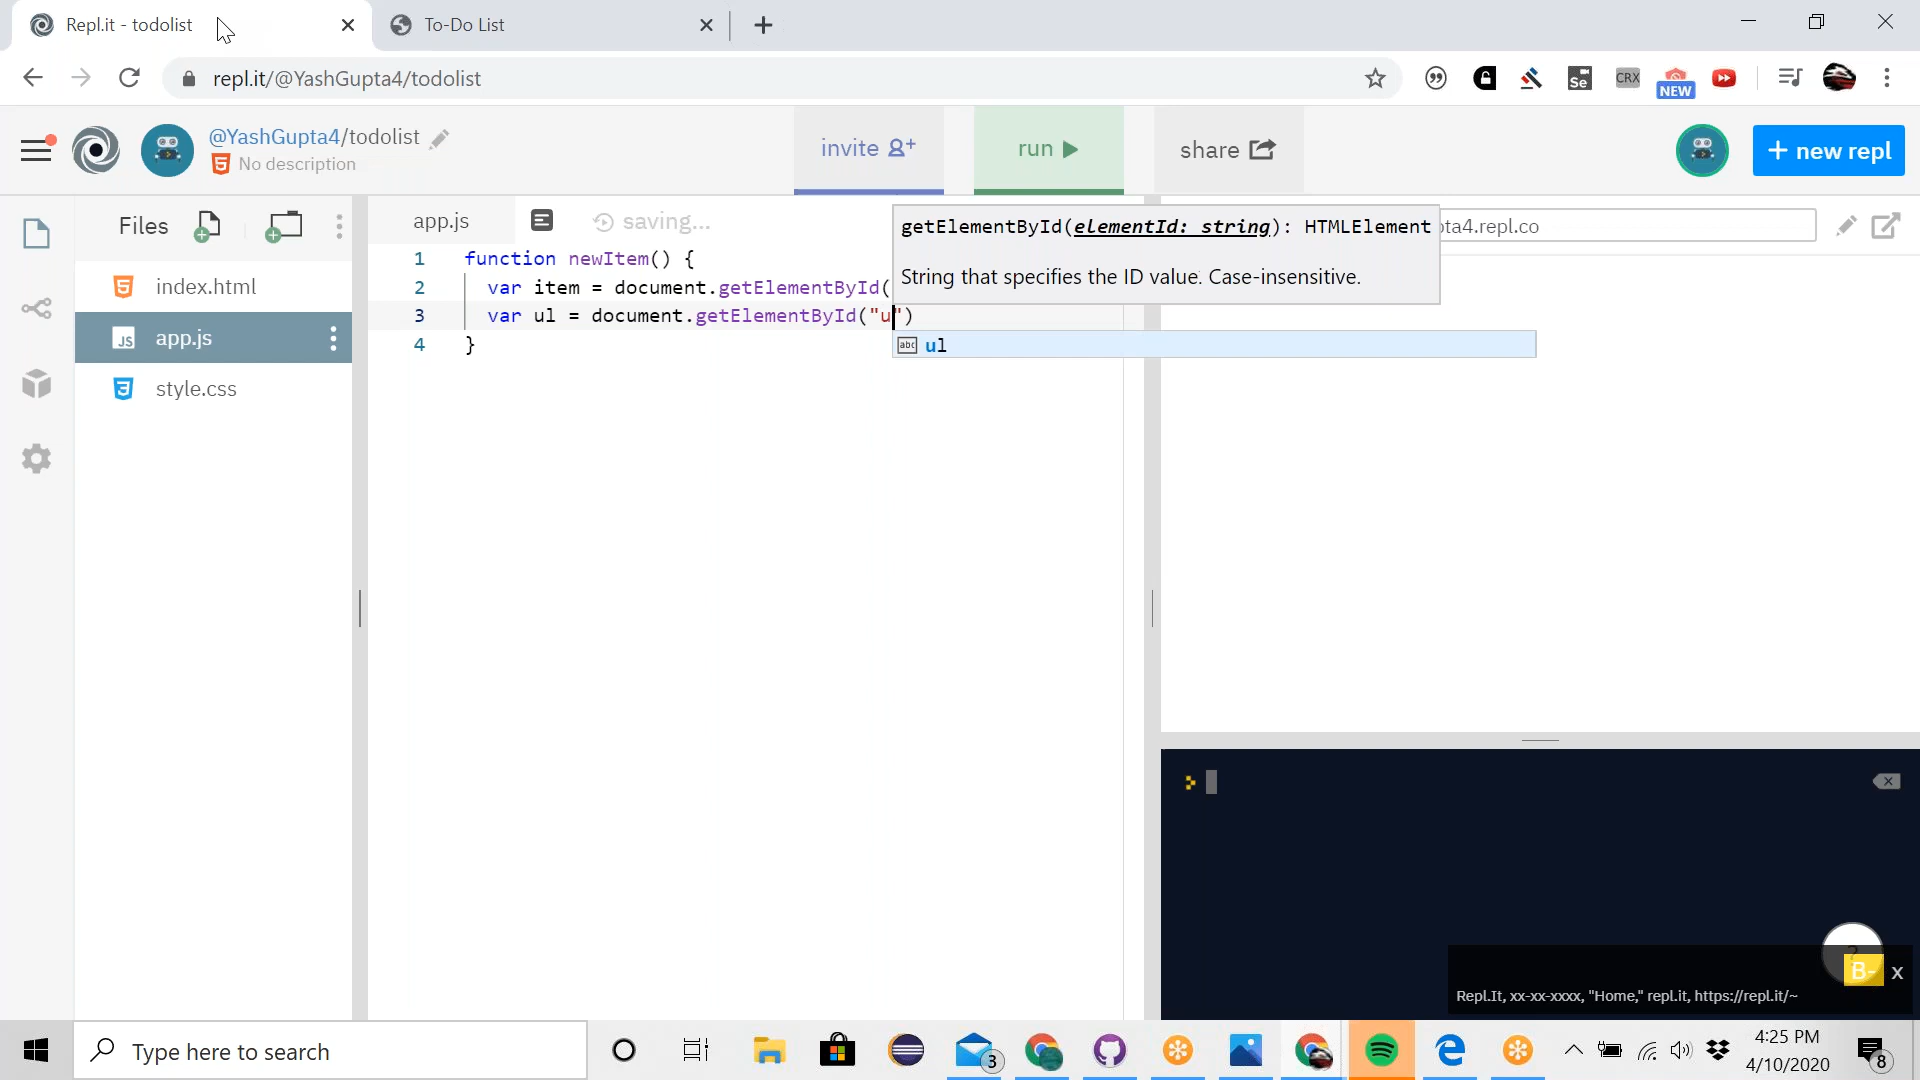 Repl.it - todolist
To-Do List
repl.it/@YashGupta4/todolist
Se
CRX
NEW
@YashGupta4/todolist
No description
invite
run
share
+ new repl
Files
app.js
saving...
getElementById(elementId: string): HTMLElement
String that specifies the ID value. Case-insensitive.
ta4.repl.co
index.html
app.js
style.css
1 function newItem() {
2 var item = document.getElementById(
3 var ul = document.getElementById("u")
4 }
abc ul
B-
x
Repl.It, xx-xx-xxxx, "Home," repl.it, https://repl.it/~
Type here to search
3
4:25 PM
4/10/2020
8